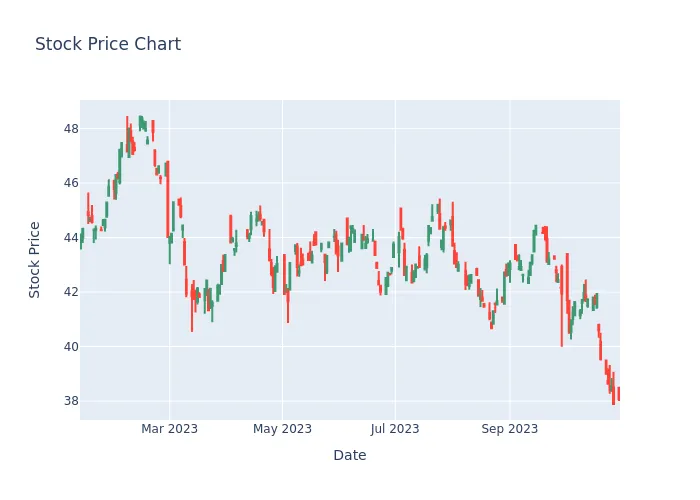 Stock Price Chart
Stock Price
48
46
44
42
40
38
Mar 2023
May 2023
Jul 2023
Sep 2023
Date